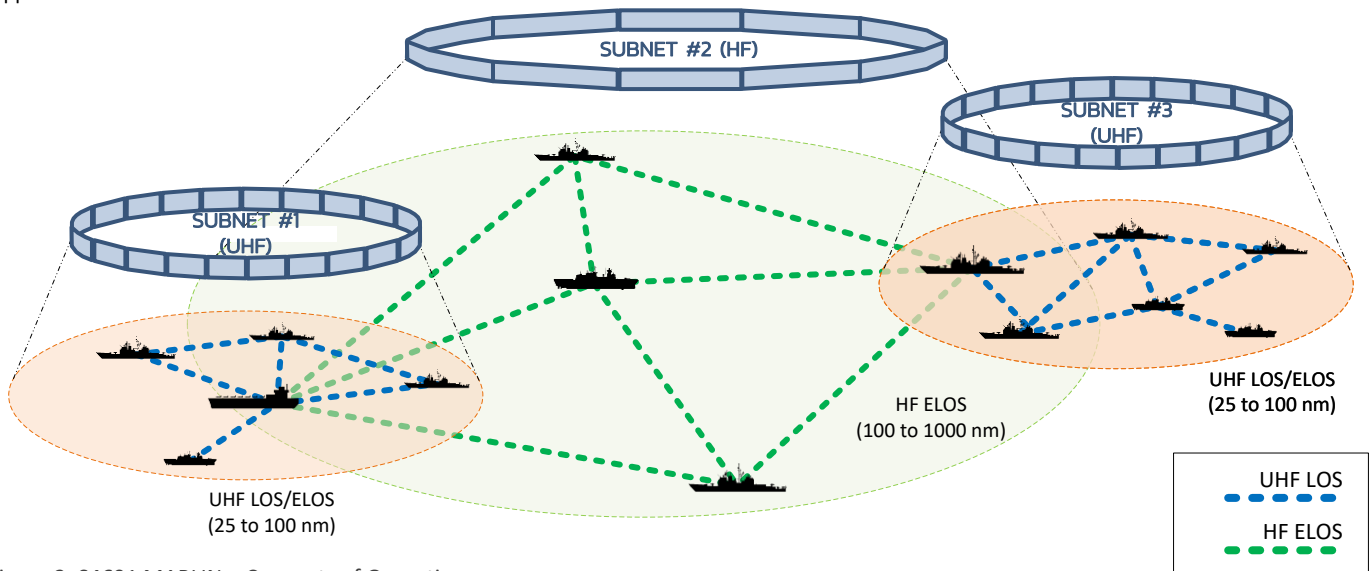 SUBNET #2 (HF)
SUBNET #3
(UHF)
SUBNET #1
(UHF)
UHF LOS/ELOS
(25 to 100 nm)
HF ELOS
(100 to 1000 nm)
UHF LOS/ELOS
(25 to 100 nm)
UHF LOS
HF ELOS